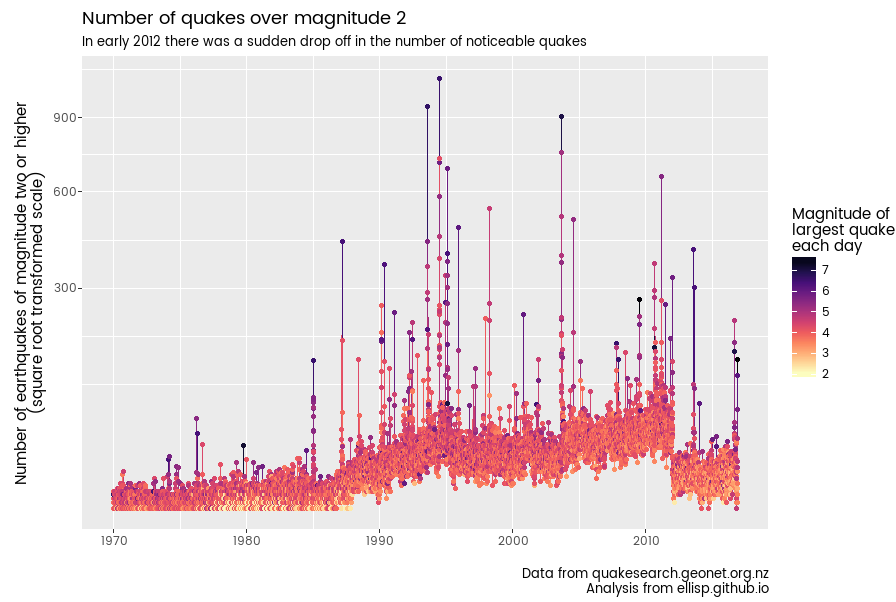 Number of quakes over magnitude 2
In early 2012 there was a sudden drop off in the number of noticeable quakes
Number of earthquakes of magnitude two or higher
(square root transformed scale)
900
600
300
1970
1980
1990
2000
2010
Magnitude of
largest quake
each day
7
6
5
4
3
2
Data from quakesearch.geonet.org.nz
Analysis from ellisp.github.io